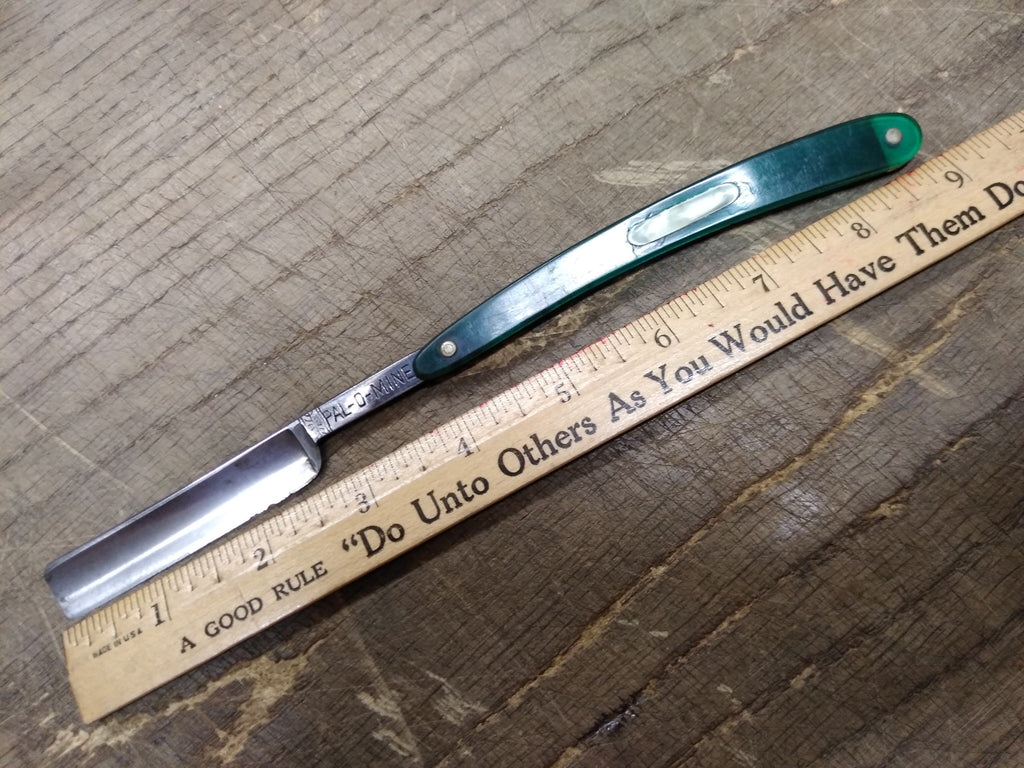 PAL-O-MINE
1 2 3 4 5 6 7 8 9
MADE IN U.S.A.
A GOOD RULE "Do Unto Others As You Would Have Them Do